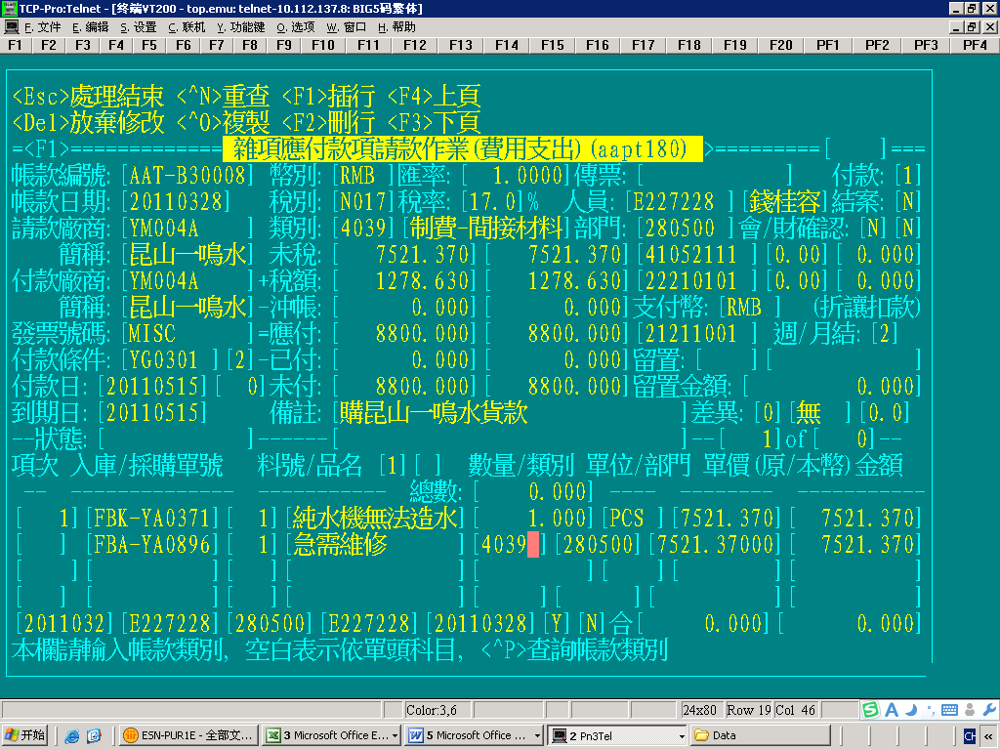 TCP-Pro:Telnet - [终端VT200 - top.emu: telnet-10.112.137.8: BIG5码繁体]
F. 文件 E. 编辑 S. 设置 C. 联机 Y. 功能键 O. 选项 W. 窗口 H. 帮助
F1 F2 F3 F4 F5 F6 F7 F8 F9 F10 F11 F12 F13 F14 F15 F16 F17 F18 F19 F20 PF1 PF2 PF3 PF4
<Esc>處理結束 <^N>重查 <F1>插行 <F4>上頁
<Del>放棄修改 <^O>複製 <F2>刪行 <F3>下頁
=<F1>============= 雜項應付款項請款作業(費用支出)(aapt180) >=========[ ]===
帳款編號: [AAT-B30008] 幣別: [RMB ]匯率: [ 1.0000]傳票: [ ] 付款: [1]
帳款日期: [20110328] 稅別: [N017]稅率: [17.0]% 人員: [E227228 ][錢桂容]結案: [N]
請款廠商: [YM004A ] 類別: [4039][制費-間接材料]部門: [280500 ]會/財確認: [N][N]
簡稱: [昆山一鳴水] 未稅: [ 7521.370][ 7521.370][41052111 ][0.00][ 0.000]
付款廠商: [YM004A ]+稅額: [ 1278.630][ 1278.630][22210101 ][0.00][ 0.000]
簡稱: [昆山一鳴水]-沖帳: [ 0.000][ 0.000]支付幣: [RMB ] (折讓扣款)
發票號碼: [MISC ]=應付: [ 8800.000][ 8800.000][21211001 ] 週/月結: [2]
付款條件: [YG0301 ][2]-已付: [ 0.000][ 0.000]留置: [ ][ ]
付款日: [20110515][ 0]未付: [ 8800.000][ 8800.000]留置金額: [ 0.000]
到期日: [20110515] 備註: [購昆山一鳴水貨款 ]差異: [0][無 ][0.0]
--狀態: [ ]------[ ]--[ 1]of[ 0]--
項次 入庫/採購單號 料號/品名 [1][ ] 數量/類別 單位/部門 單價(原/本幣)金額
---- -------------- -------------- 總數: [ 0.000] ---- ------------ ----------
[ 1][FBK-YA0371][ 1][純水機無法造水][ 1.000][PCS ][7521.370][ 7521.370]
[ ][FBA-YA0896][ 1][急需維修 ][4039 ][280500][7521.37000][ 7521.370]
[ ][ ][ ][ ][ ][ ][ ][ ]
[ ][ ][ ][ ][ ][ ][ ][ ]
[2011032][E227228][280500][E227228][20110328][Y][N]合[ 0.000][ 0.000]
本欄請輸入帳款類別, 空白表示依單頭科目, <^P>查詢帳款類別
Color:3,6 24x80 Row 19 Col 46
开始 ESN-PUR1E - 全部文... 3 Microsoft Office E... 5 Microsoft Office ... 2 Pn3Tel Data CH «